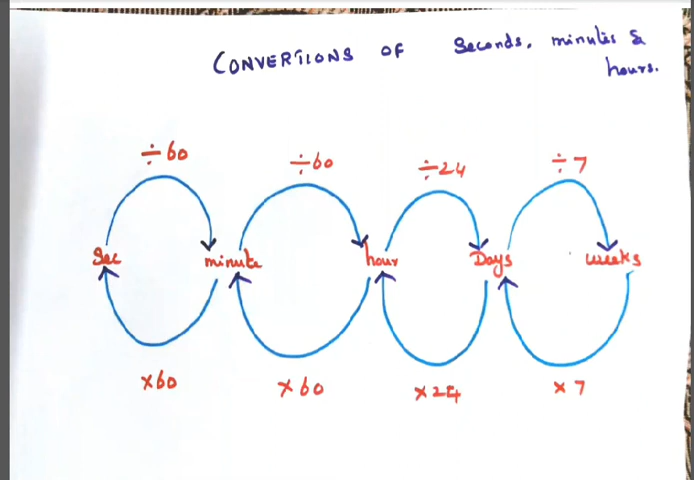 CONVERTIONS OF Seconds, minutes &
hours.
÷60 ÷60 ÷24 ÷7
Sec minute hour Days weeks
×60 ×60 ×24 ×7